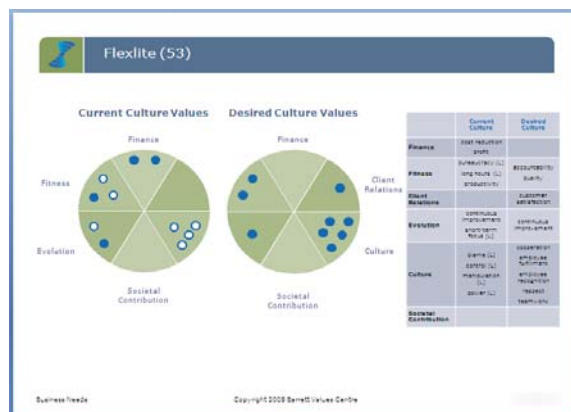 Flexlite (53)
Current Culture Values
Desired Culture Values
Finance
Finance
Fitness
Client
Relations
Evolution
Culture
Societal
Contribution
Societal
Contribution
Current
Culture
Desired
Culture
Finance
cost reduction
profit
Fitness
bureaucracy (L)
long hours (L)
productivity
accountability
quality
Client
Relations
customer
satisfaction
Evolution
continuous
improvement
short-term
focus (L)
continuous
improvement
Culture
blame (L)
control (L)
manipulation
(L)
power (L)
cooperation
employee
fulfilment
employee
recognition
respect
teamwork
Societal
Contribution
Business Needs
Copyright 2009 Barrett Values Centre